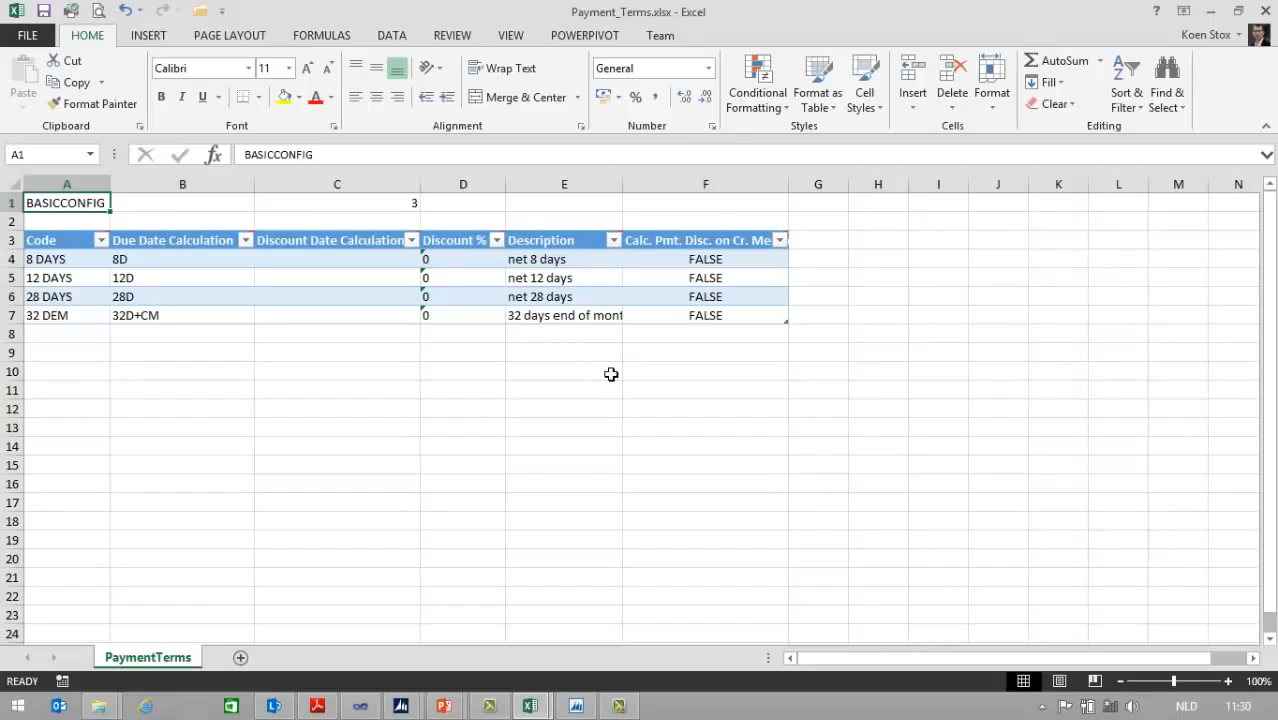 Payment_Terms.xlsx - Excel
FILE HOME INSERT PAGE LAYOUT FORMULAS DATA REVIEW VIEW POWERPIVOT Team Koen Stox
Paste Cut Copy Format Painter
Calibri 11
B I U A
Wrap Text
Merge & Center
General
%
Conditional Formatting
Format as Table
Cell Styles
Insert Delete Format
AutoSum
Fill
Clear
Sort & Filter
Find & Select
Clipboard Font Alignment Number Styles Cells Editing
A1 fx BASICCONFIG
A B C D E F G H I J K L M N
1 BASICCONFIG 3
2
3 Code Due Date Calculation Discount Date Calculation Discount % Description Calc. Pmt. Disc. on Cr. Me
4 8 DAYS 8D 0 net 8 days FALSE
5 12 DAYS 12D 0 net 12 days FALSE
6 28 DAYS 28D 0 net 28 days FALSE
7 32 DEM 32D+CM 0 32 days end of mont FALSE
8
9
10
11
12
13
14
15
16
17
18
19
20
21
22
23
24
PaymentTerms
READY 100%
NLD 11:30